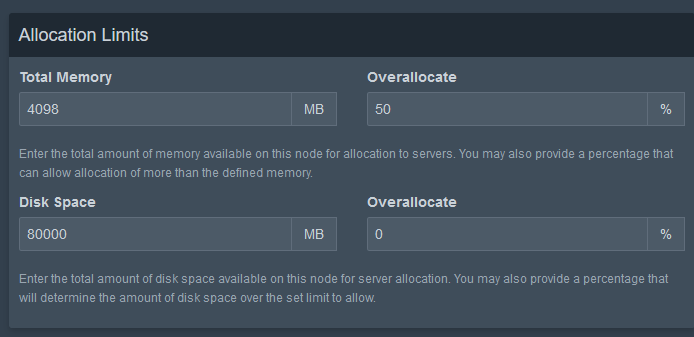 Allocation Limits
Total Memory Overallocate
4098 MB 50 %
Enter the total amount of memory available on this node for allocation to servers. You may also provide a percentage that
can allow allocation of more than the defined memory.
Disk Space Overallocate
80000 MB 0 %
Enter the total amount of disk space available on this node for server allocation. You may also provide a percentage that
will determine the amount of disk space over the set limit to allow.